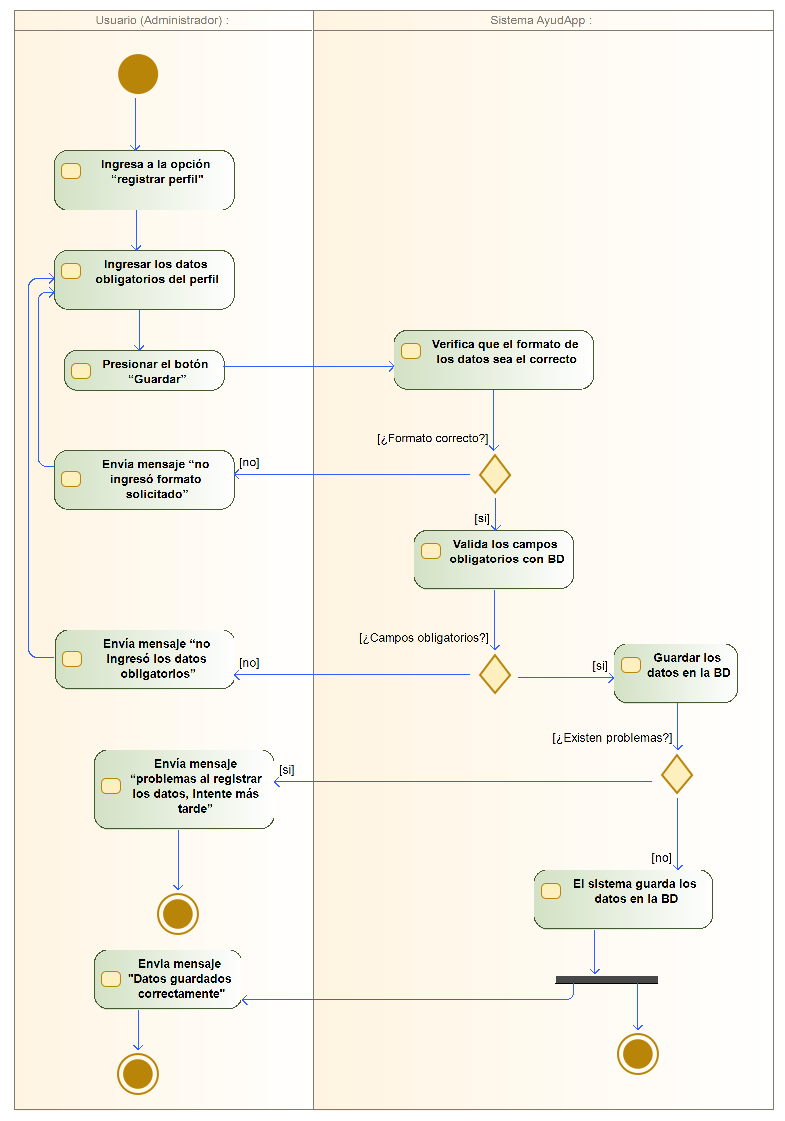 Usuario (Administrador) :
Sistema AyudApp :
Ingresa a la opción
“registrar perfil”
Ingresar los datos
obligatorios del perfil
Presionar el botón
“Guardar”
Verifica que el formato de
los datos sea el correcto
[¿Formato correcto?]
[no]
Envía mensaje “no
ingresó formato
solicitado”
[si]
Valida los campos
obligatorios con BD
[¿Campos obligatorios?]
[no]
Envía mensaje “no
Ingresó los datos
obligatorios”
[si]
Guardar los
datos en la BD
[¿Existen problemas?]
[si]
Envía mensaje
“problemas al registrar
los datos, Intente más
tarde”
[no]
El sistema guarda los
datos en la BD
Envía mensaje
"Datos guardados
correctamente"